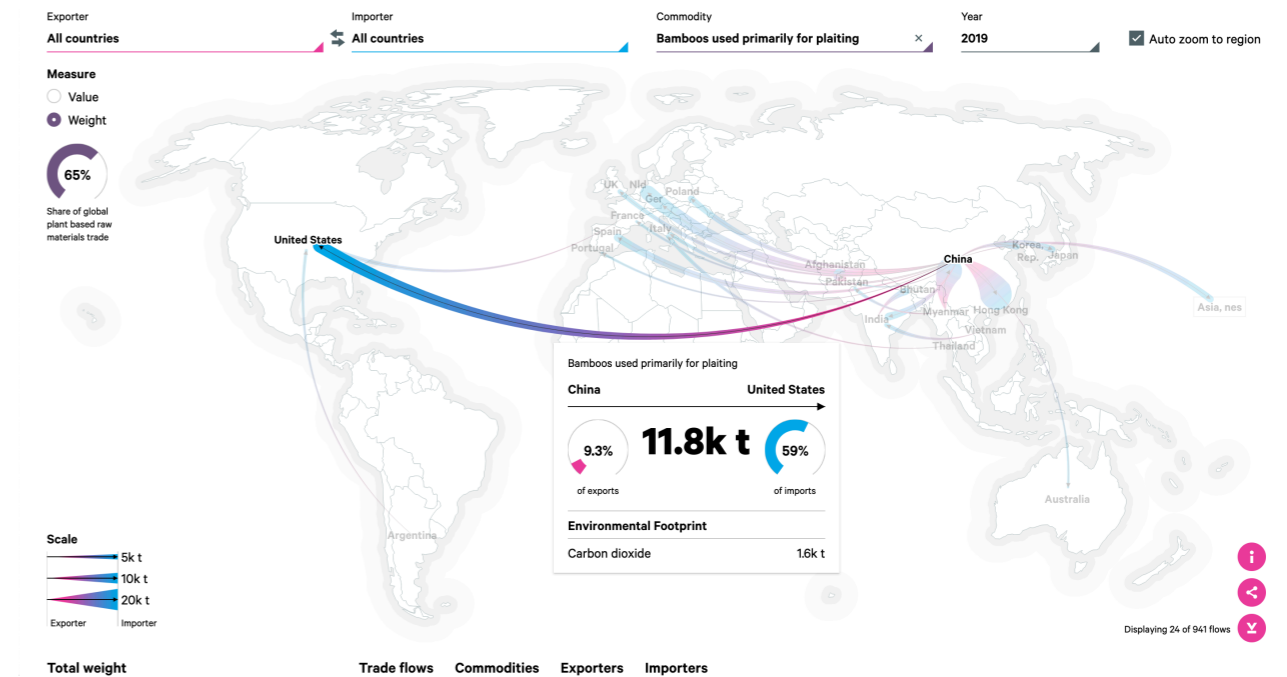 Exporter
All countries
Importer
All countries
Commodity
Bamboos used primarily for plaiting ×
Year
2019
Auto zoom to region
Measure
Value
Weight
65%
Share of global
plant based raw
materials trade
UK
Nld
Poland
Ger
France
Italy
Spain
Portugal
United States
Afghanistan
Pakistan
China
Korea,
Rep.
Japan
Bhutan
India
Myanmar
Hong Kong
Vietnam
Thailand
Asia, nes
Australia
Argentina
Bamboos used primarily for plaiting
China United States
9.3%
of exports
11.8k t
59%
of imports
Environmental Footprint
Carbon dioxide 1.6k t
Scale
5k t
10k t
20k t
Exporter Importer
i
Displaying 24 of 941 flows
Total weight
Trade flows Commodities Exporters Importers